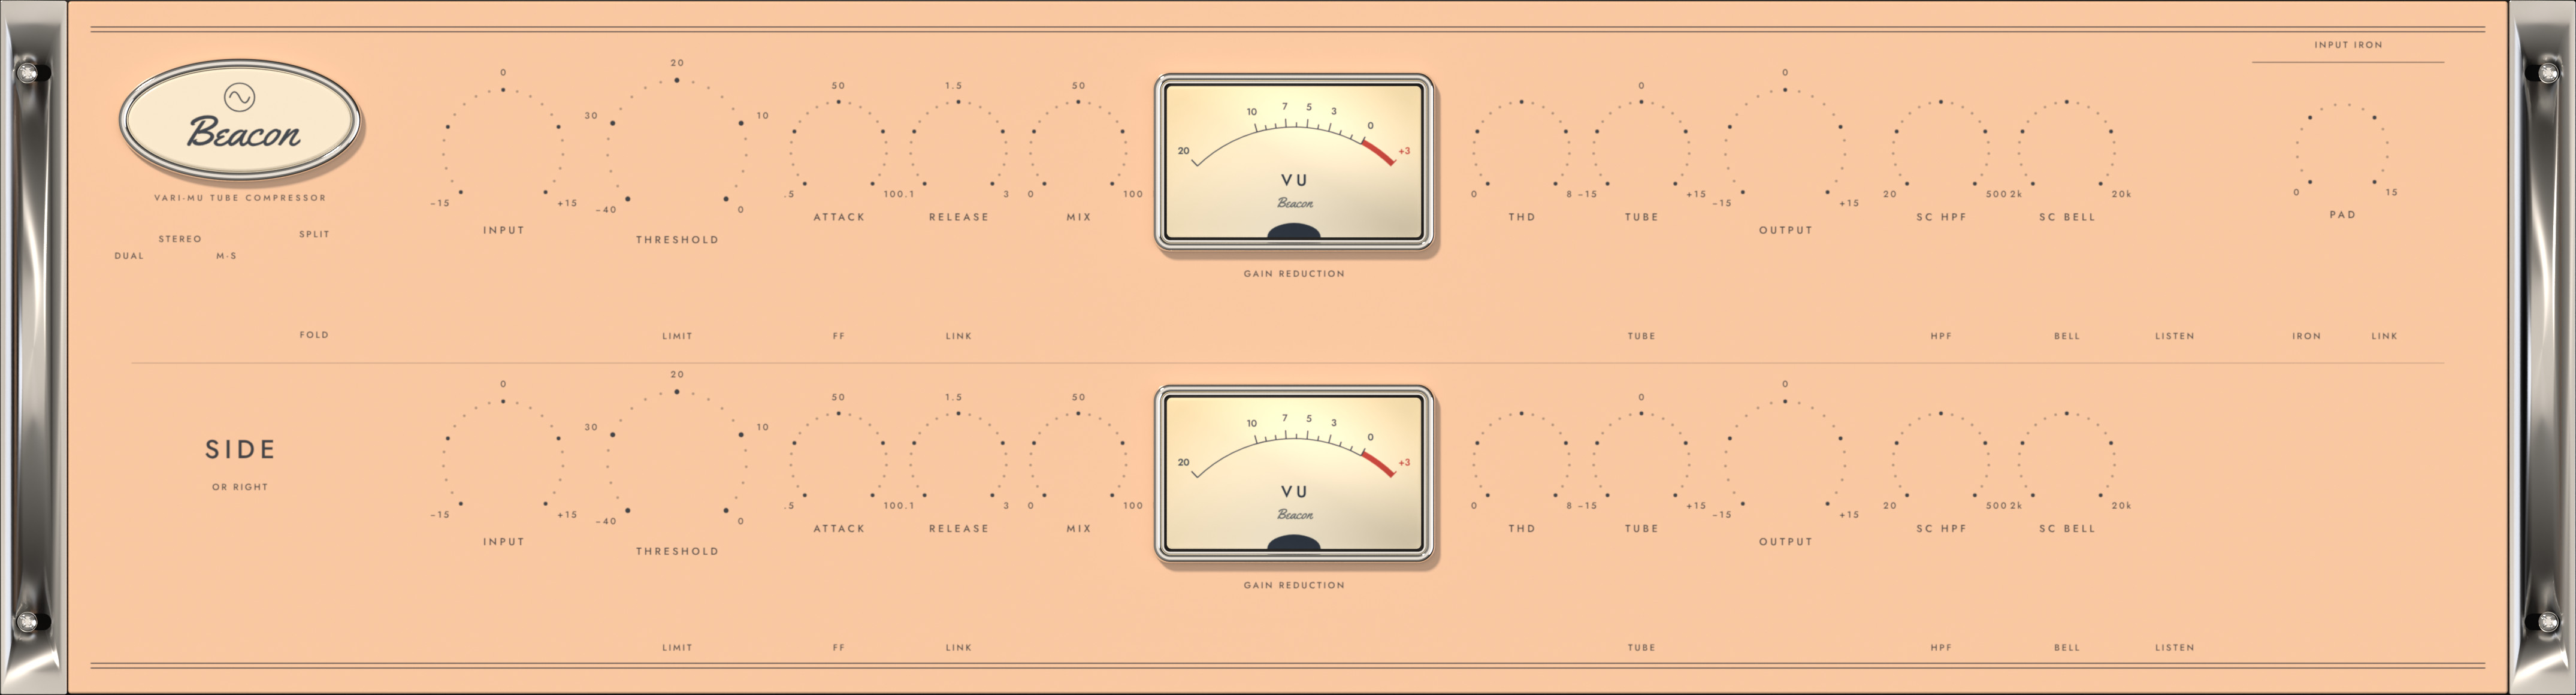 INPUT IRON
Beacon
VARI-MU TUBE COMPRESSOR
STEREO SPLIT
DUAL M-S
FOLD
0
-15 +15
INPUT
20
30 10
-40 0
THRESHOLD
LIMIT
50
.5 100
ATTACK
FF
1.5
.1 3
RELEASE
LINK
50
0 100
MIX
20 10 7 5 3 0 +3
VU
Beacon
GAIN REDUCTION
0 8
THD
0
-15 +15
TUBE
TUBE
0
-15 +15
OUTPUT
20 500
SC HPF
HPF
2k 20k
SC BELL
BELL
LISTEN
0 15
PAD
IRON LINK
SIDE
OR RIGHT
0
-15 +15
INPUT
20
30 10
-40 0
THRESHOLD
LIMIT
50
.5 100
ATTACK
FF
1.5
.1 3
RELEASE
LINK
50
0 100
MIX
20 10 7 5 3 0 +3
VU
Beacon
GAIN REDUCTION
0 8
THD
0
-15 +15
TUBE
TUBE
0
-15 +15
OUTPUT
20 500
SC HPF
HPF
2k 20k
SC BELL
BELL
LISTEN